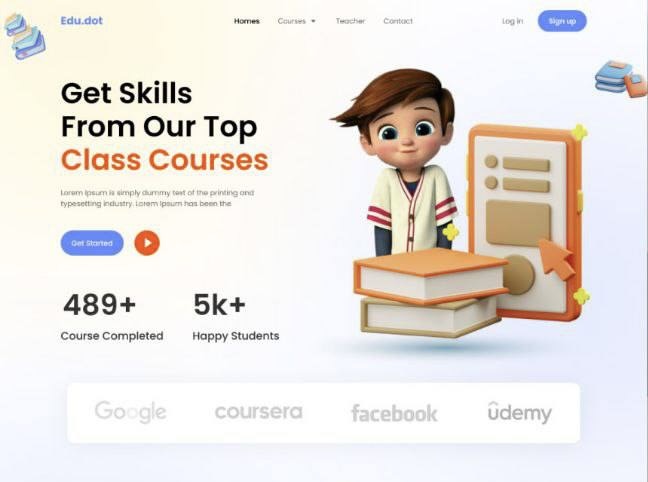 Edu.dot
Homes
Courses
Teacher
Contact
Log in
Sign up
Get Skills
From Our Top
Class Courses
Lorem Ipsum is simply dummy text of the printing and
typesetting industry. Lorem Ipsum has been the
Get Started
489+
5k+
Course Completed
Happy Students
Google
coursera
facebook
ûdemy